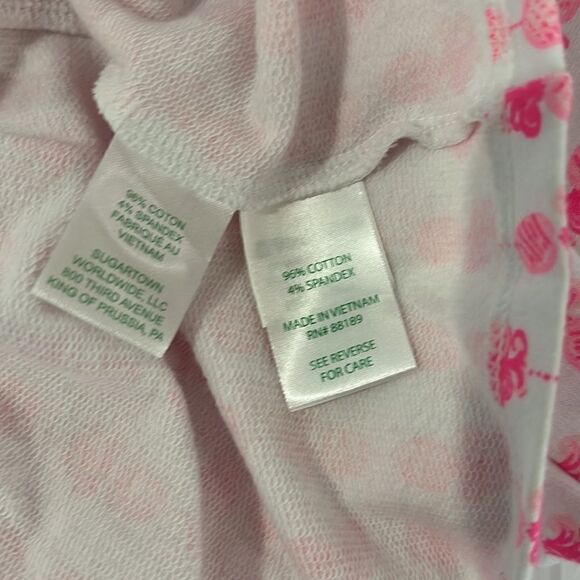 96% COTON
4% SPANDEX
FABRIQUÉ AU
VIETNAM
SUGARTOWN
WORLDWIDE, LLC
800 THIRD AVENUE
KING OF PRUSSIA, PA
96% COTTON
4% SPANDEX
MADE IN VIETNAM
RN# 88189
SEE REVERSE
FOR CARE